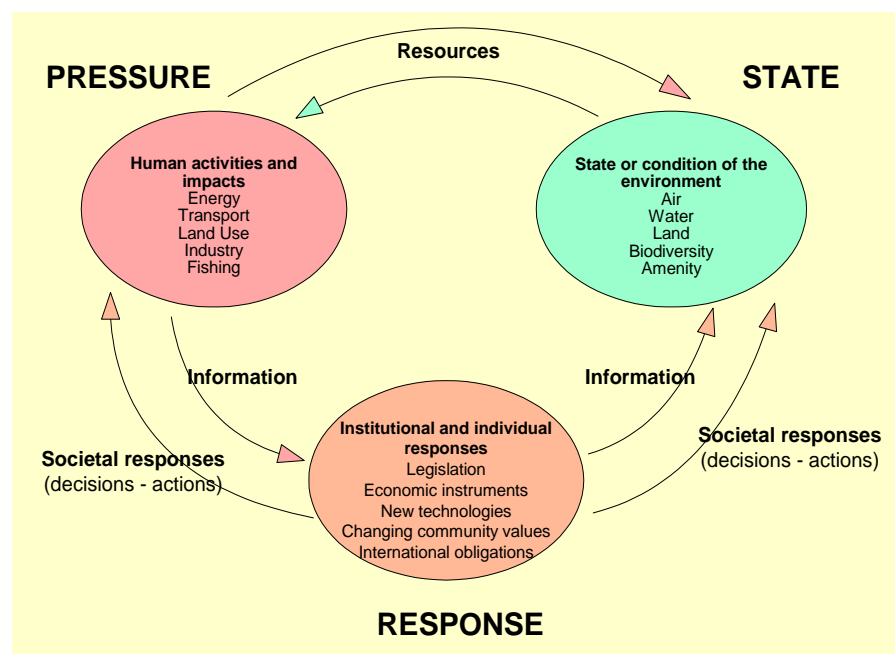 Resources
PRESSURE
STATE
Human activities and
impacts
Energy
Transport
Land Use
Industry
Fishing
State or condition of the
environment
Air
Water
Land
Biodiversity
Amenity
Information
Information
Societal responses
(decisions - actions)
Institutional and individual
responses
Legislation
Economic instruments
New technologies
Changing community values
International obligations
Societal responses
(decisions - actions)
RESPONSE